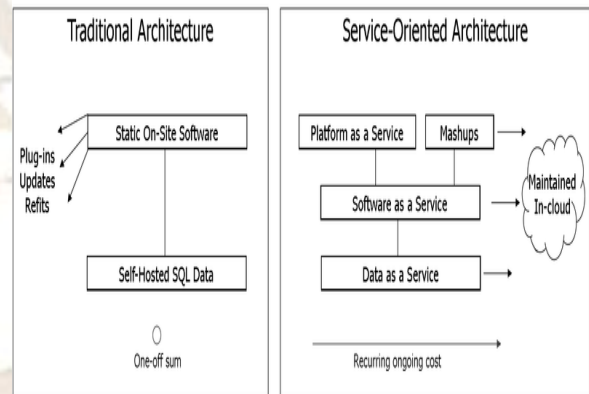 Traditional Architecture
Static On-Site Software
Plug-ins
Updates
Refits
Self-Hosted SQL Data
One-off sum
Service-Oriented Architecture
Platform as a Service
Mashups
Maintained
In-cloud
Software as a Service
Data as a Service
Recurring ongoing cost